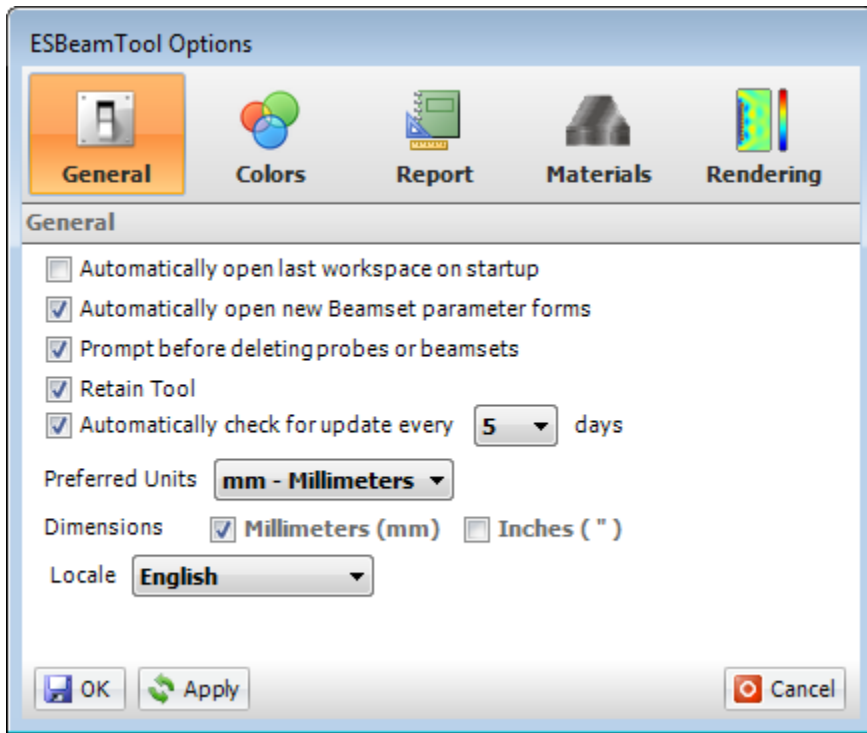 ESBeamTool Options
General Colors Report Materials Rendering
General
Automatically open last workspace on startup
Automatically open new Beamset parameter forms
Prompt before deleting probes or beamsets
Retain Tool
Automatically check for update every 5 days
Preferred Units mm - Millimeters
Dimensions Millimeters (mm) Inches ( " )
Locale English
OK Apply Cancel